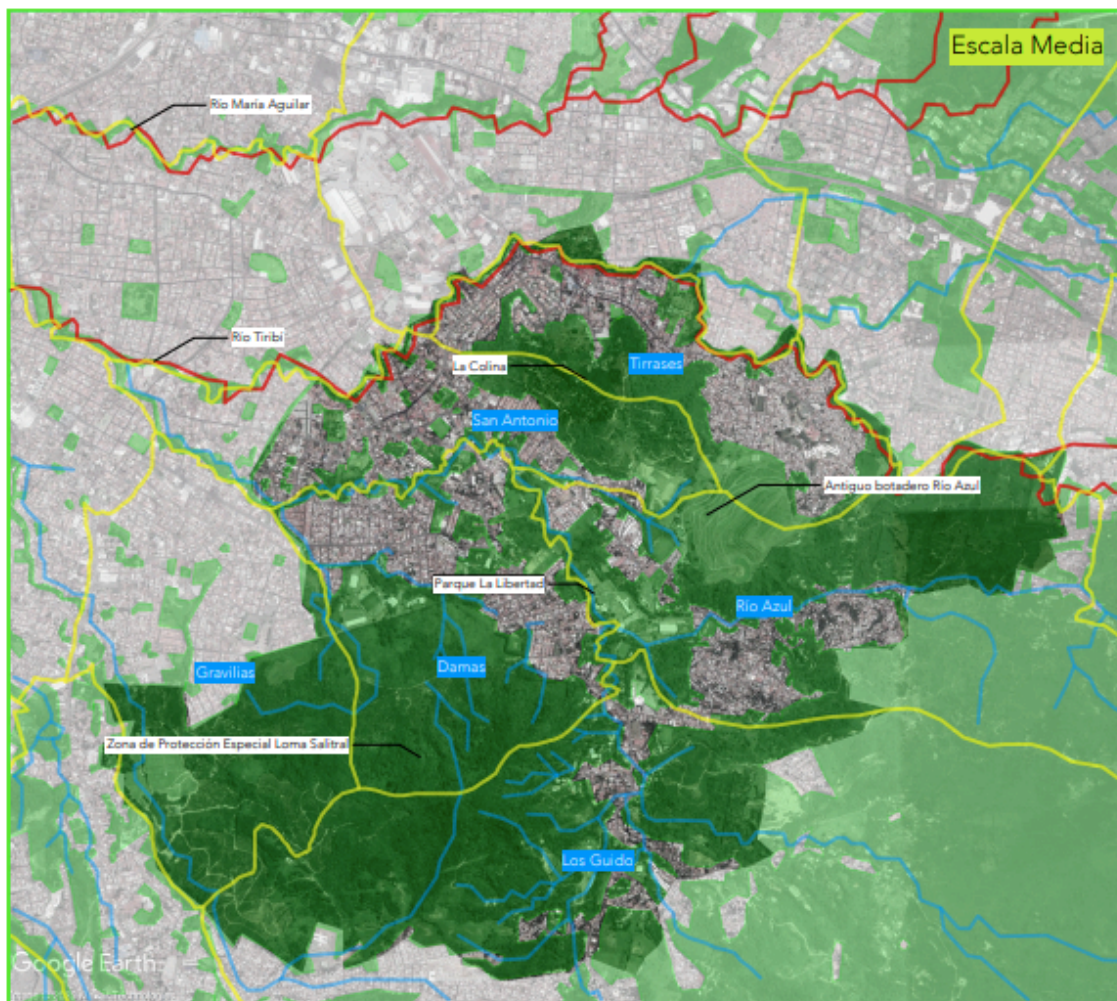 Escala Media
Río María Aguilar
Río Tiribí
La Colina
Tirrases
San Antonio
Antiguo botadero Río Azul
Parque La Libertad
Río Azul
Gravilias
Damas
Zona de Protección Especial Loma Salitral
Los Guido
Google Earth